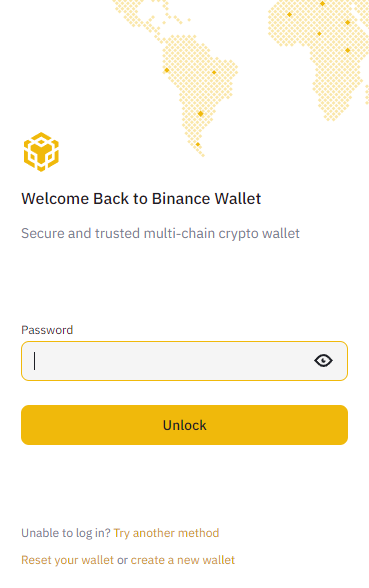 Welcome Back to Binance Wallet
Secure and trusted multi-chain crypto wallet
Password
Unlock
Unable to log in? Try another method
Reset your wallet or create a new wallet